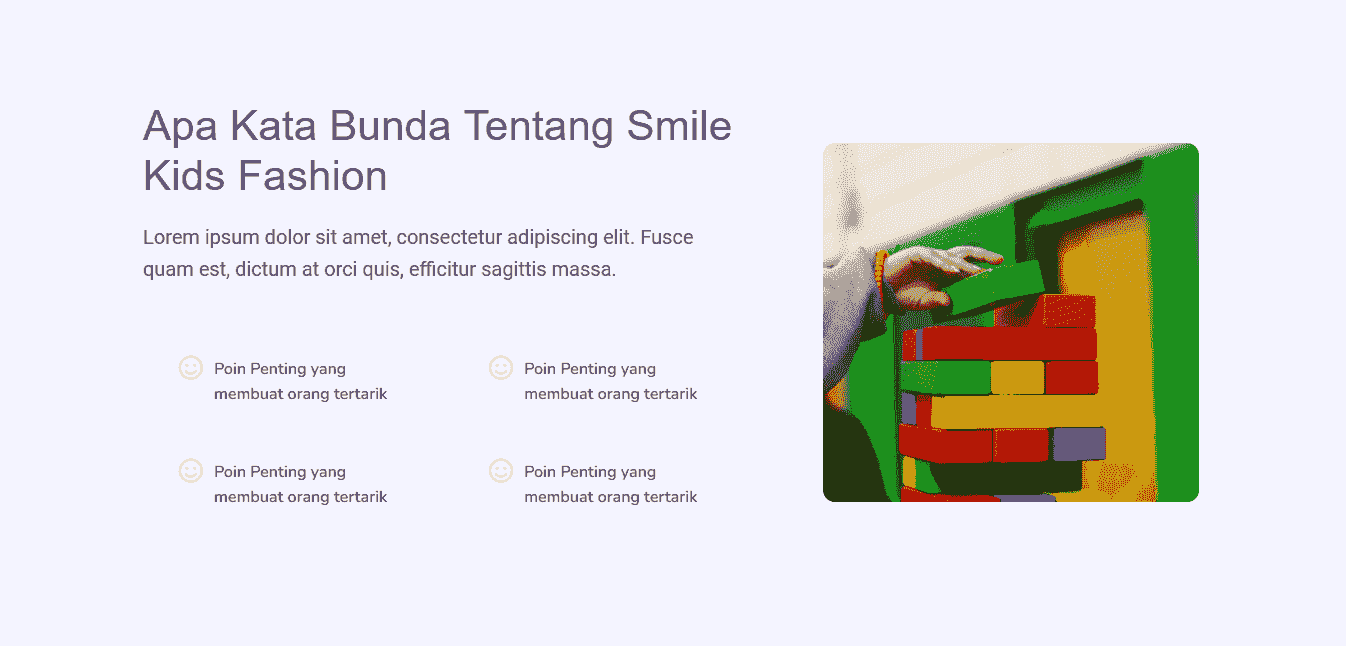 Apa Kata Bunda Tentang Smile
Kids Fashion
Lorem ipsum dolor sit amet, consectetur adipiscing elit. Fusce
quam est, dictum at orci quis, efficitur sagittis massa.
Poin Penting yang
membuat orang tertarik
Poin Penting yang
membuat orang tertarik
Poin Penting yang
membuat orang tertarik
Poin Penting yang
membuat orang tertarik